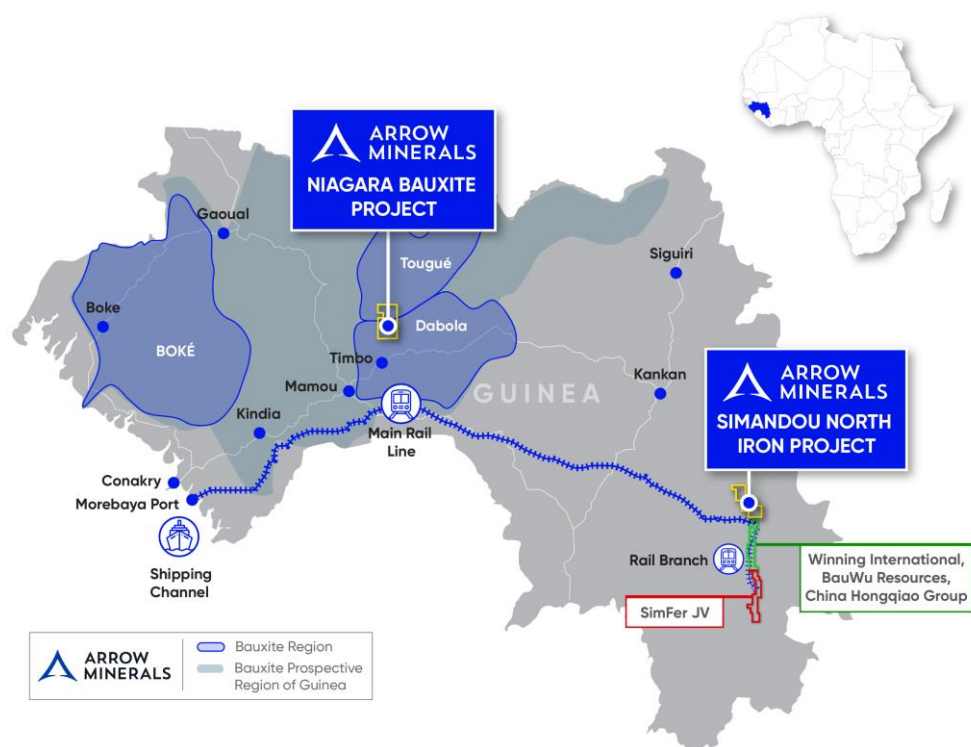 ARROW
MINERALS
NIAGARA BAUXITE
PROJECT
Gaoual
Tougué
Siguiri
Boke
BOKÉ
Dabola
Timbo
Mamou
Kankan
GUINEA
Kindia
Main Rail
Line
ARROW
MINERALS
SIMANDOU NORTH
IRON PROJECT
Conakry
Morebaya Port
Shipping
Channel
Rail Branch
Winning International,
BauWu Resources,
China Hongqiao Group
SimFer JV
ARROW
MINERALS
Bauxite Region
Bauxite Prospective
Region of Guinea